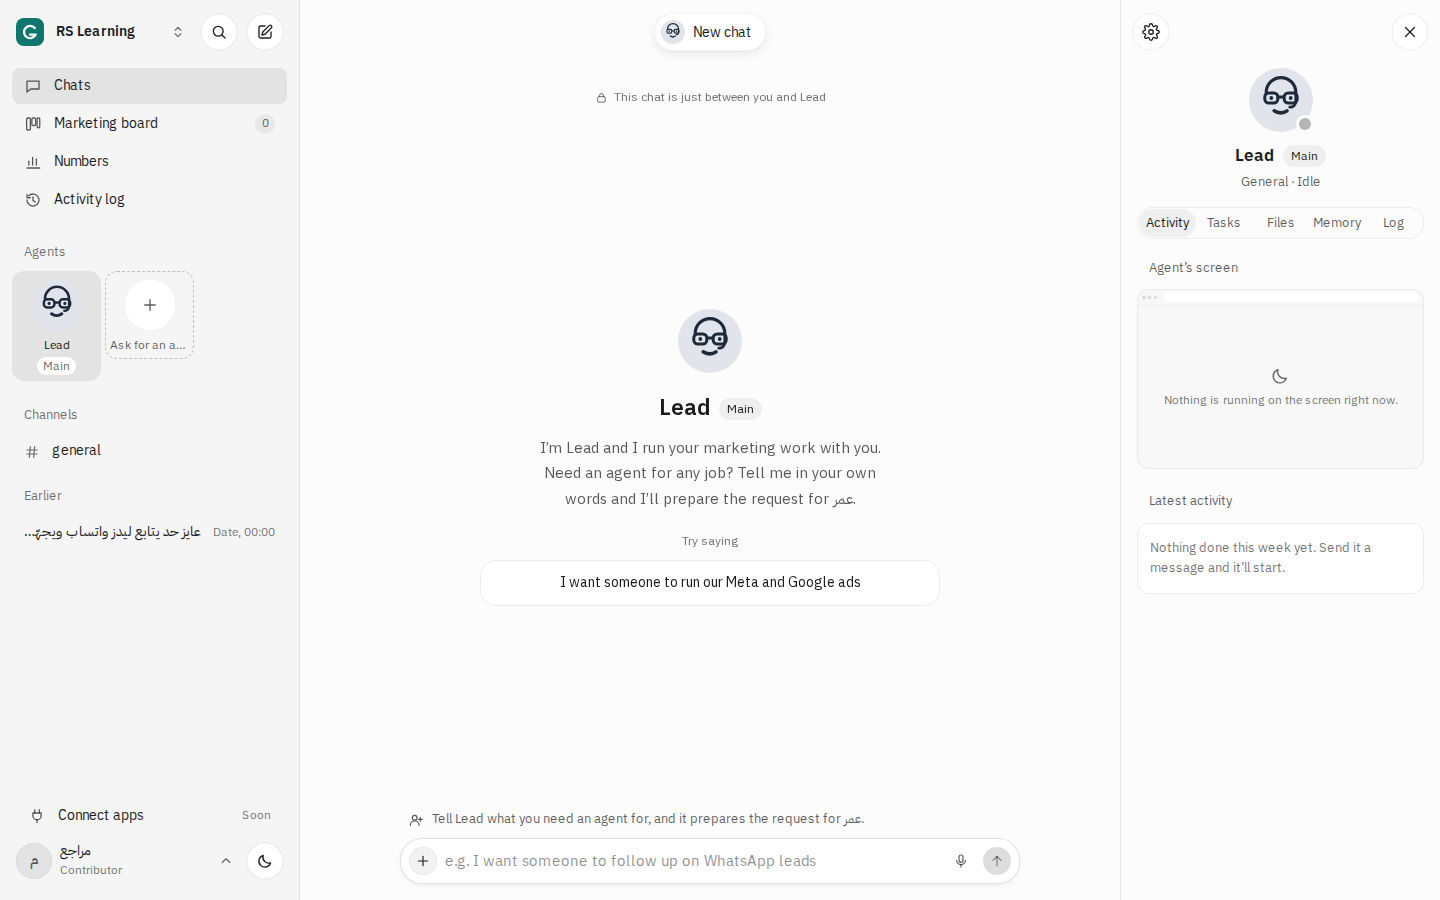 RS Learning
Chats
Marketing board 0
Numbers
Activity log
Agents
Lead
Main
Ask for an a...
Channels
general
Earlier
عايز حد يتابع ليدز واتساب ويجهّ... Date, 00:00
Connect apps Soon
م
مراجع
Contributor
New chat
This chat is just between you and Lead
Lead Main
I'm Lead and I run your marketing work with you.
Need an agent for any job? Tell me in your own
words and I'll prepare the request for عمر.
Try saying
I want someone to run our Meta and Google ads
Tell Lead what you need an agent for, and it prepares the request for عمر.
e.g. I want someone to follow up on WhatsApp leads
Lead Main
General · Idle
Activity Tasks Files Memory Log
Agent's screen
Nothing is running on the screen right now.
Latest activity
Nothing done this week yet. Send it a
message and it'll start.